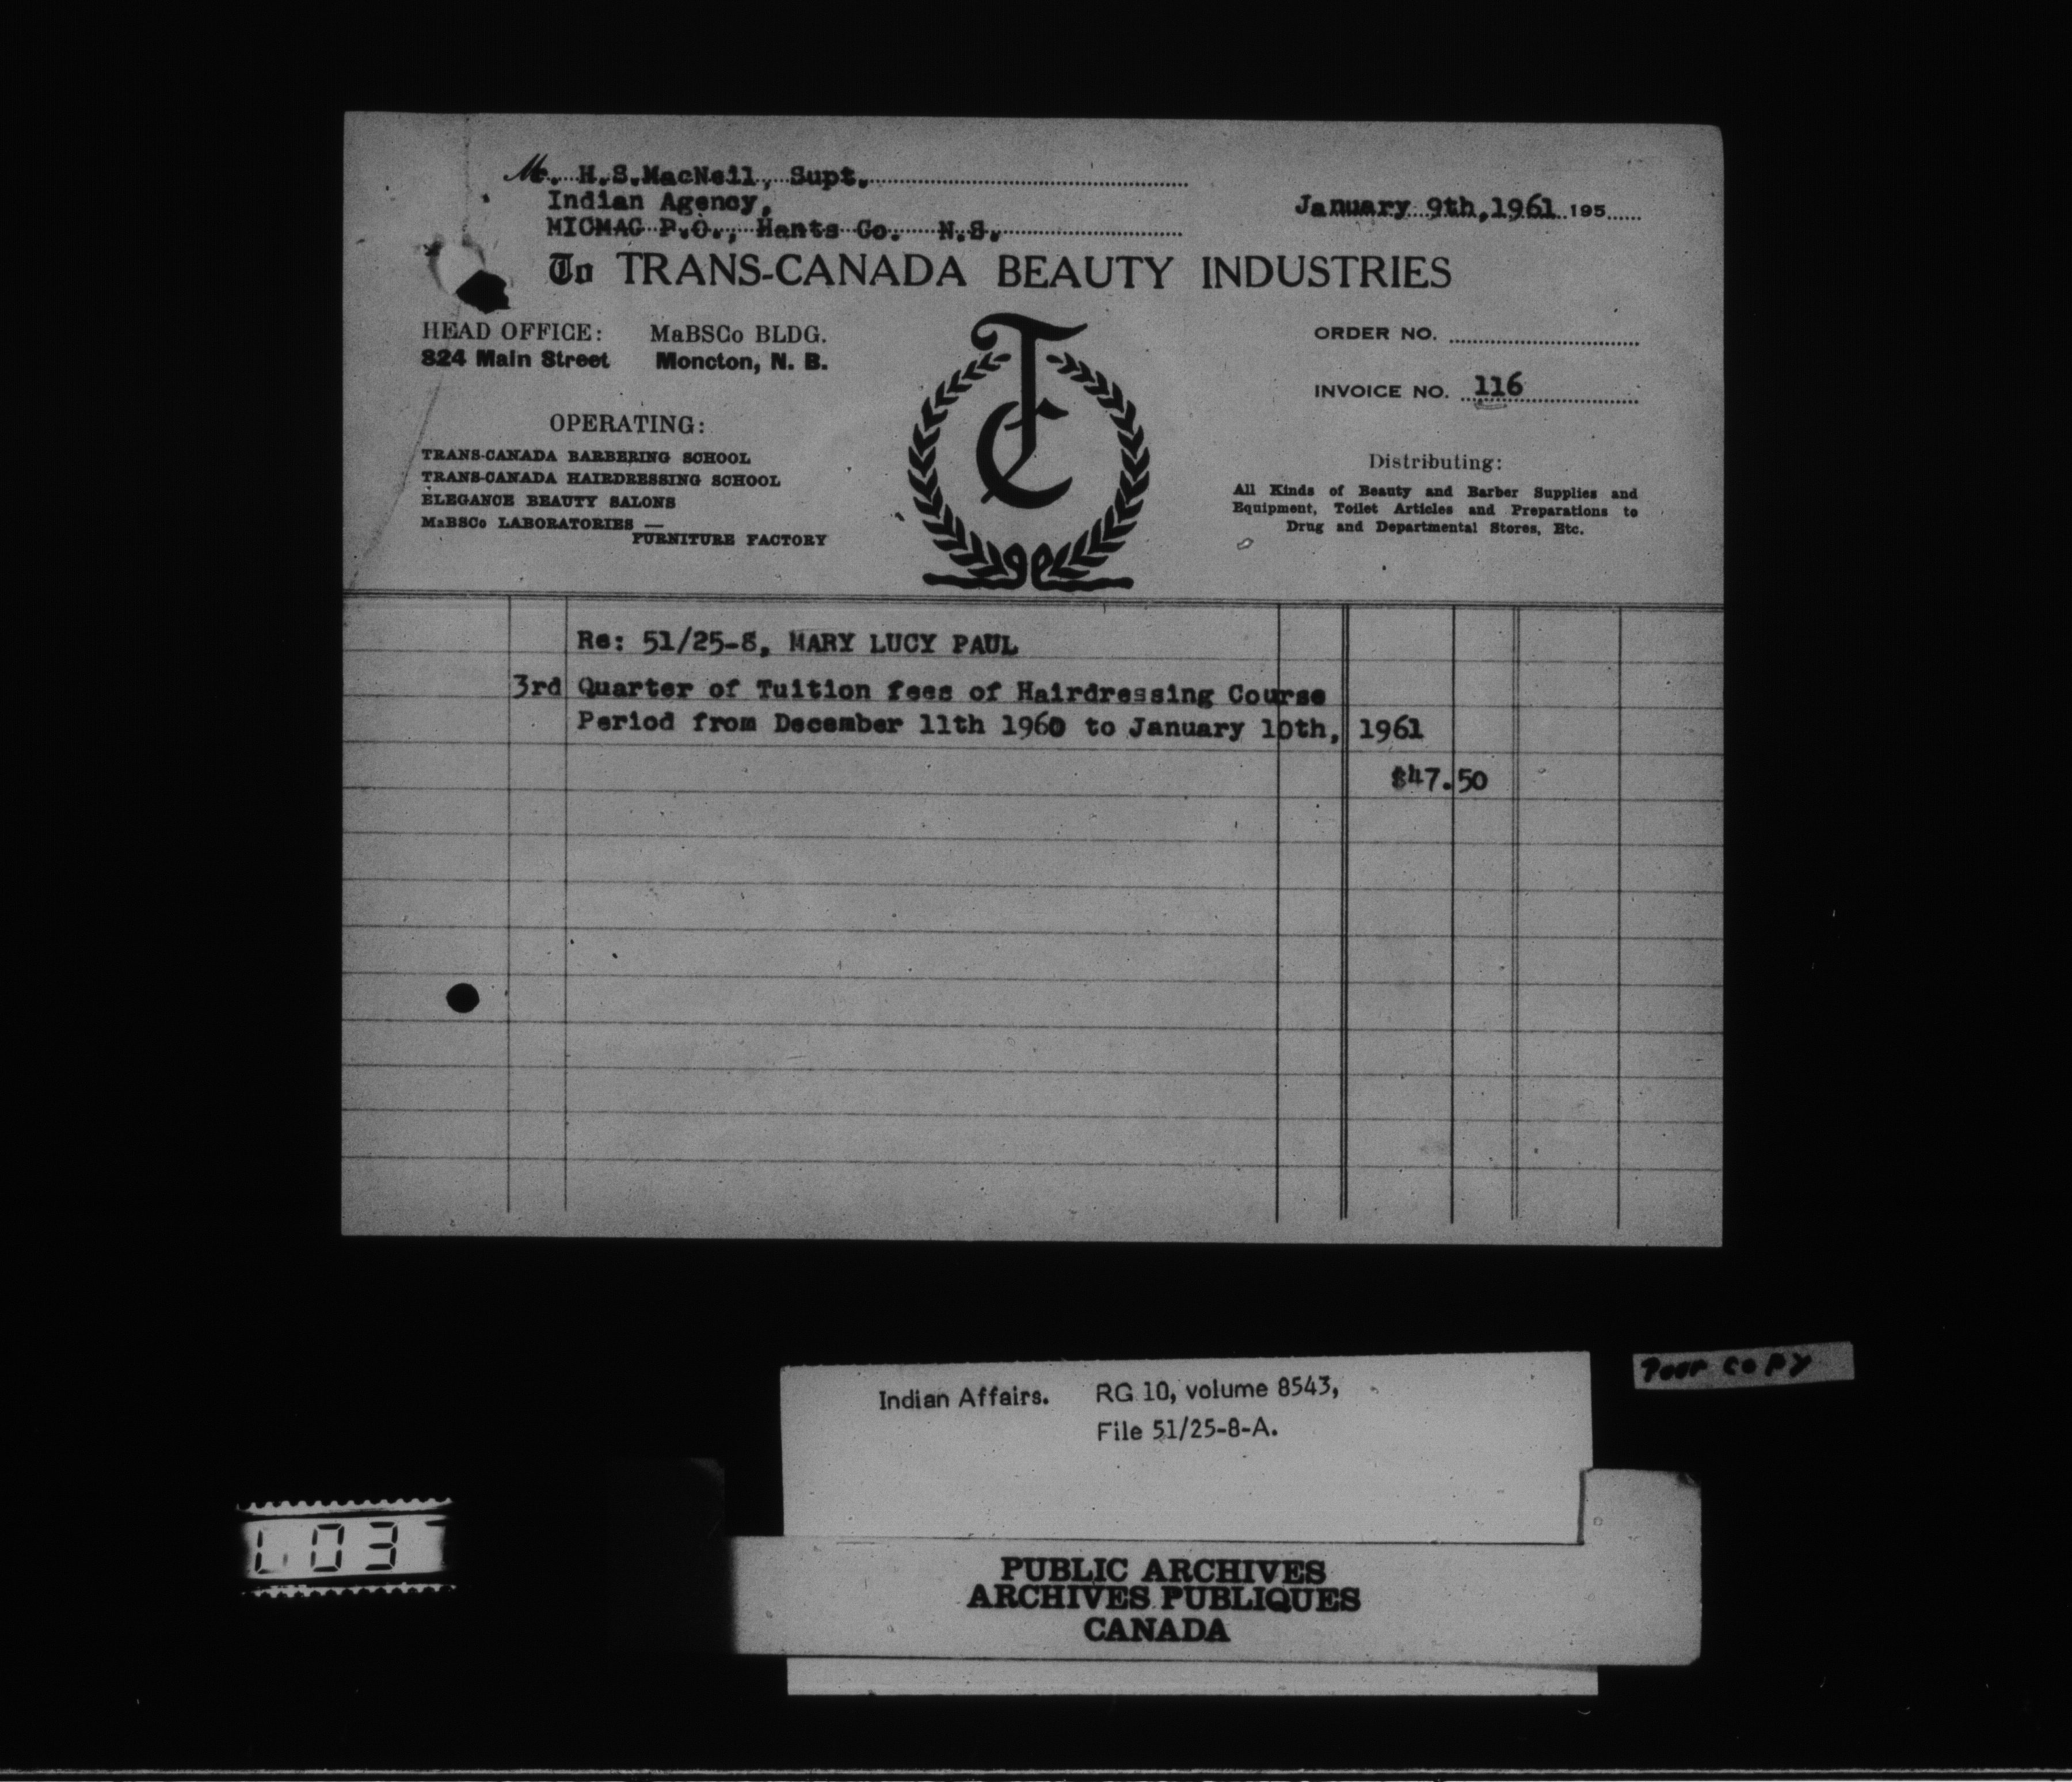 Mr. H.S.MacNeil, Supt.
Indian Agency,
MICMAC P.O., Hants Co. N.S.
January 9th,1961 195
To TRANS-CANADA BEAUTY INDUSTRIES
HEAD OFFICE: MaBSCo BLDG.
824 Main Street Moncton, N. B.
OPERATING:
TRANS-CANADA BARBERING SCHOOL
TRANS-CANADA HAIRDRESSING SCHOOL
ELEGANCE BEAUTY SALONS
MaBSCo LABORATORIES —
FURNITURE FACTORY
TC
ORDER NO.
INVOICE NO. 116
Distributing:
All Kinds of Beauty and Barber Supplies and
Equipment, Toilet Articles and Preparations to
Drug and Departmental Stores, Etc.
Re: 51/25-8, MARY LUCY PAUL
3rd Quarter of Tuition fees of Hairdressing Course
Period from December 11th 1960 to January 10th, 1961
$47.50
Poor copy
Indian Affairs. RG 10, volume 8543,
File 51/25-8-A.
PUBLIC ARCHIVES
ARCHIVES PUBLIQUES
CANADA